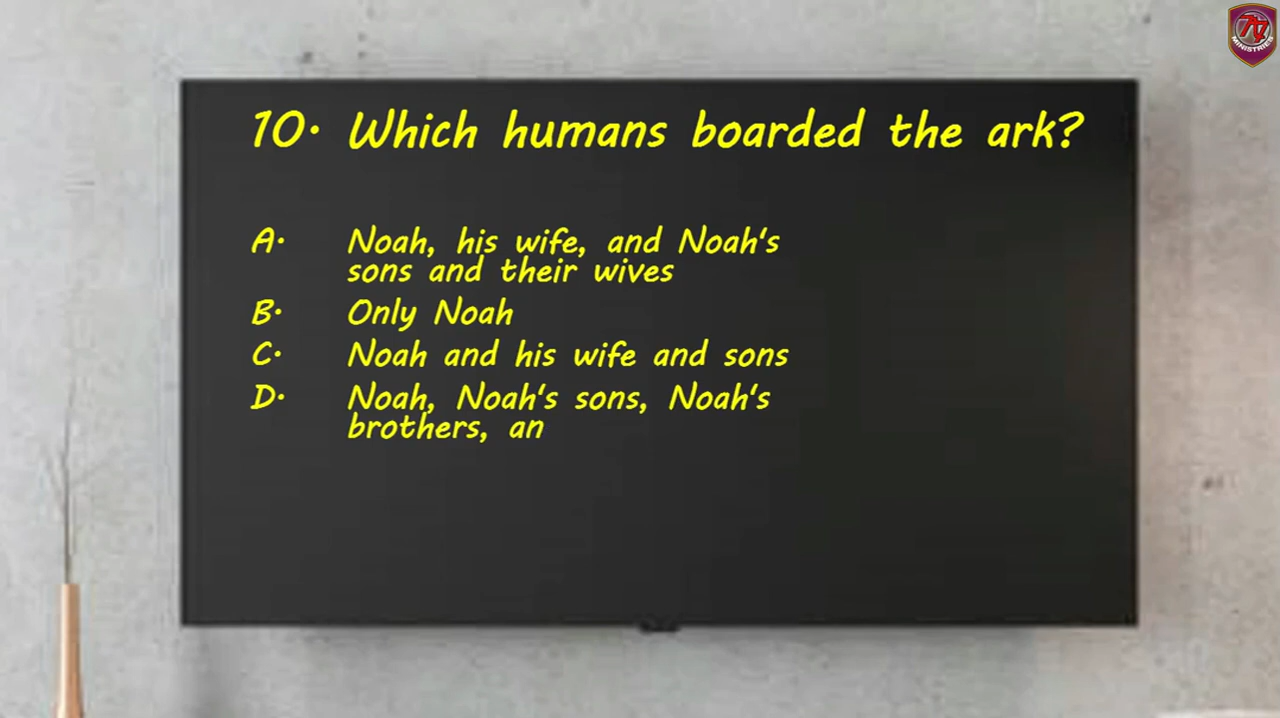 10. Which humans boarded the ark?
A. Noah, his wife, and Noah's
sons and their wives
B. Only Noah
C. Noah and his wife and sons
D. Noah, Noah's sons, Noah's
brothers, an
MINISTRIES